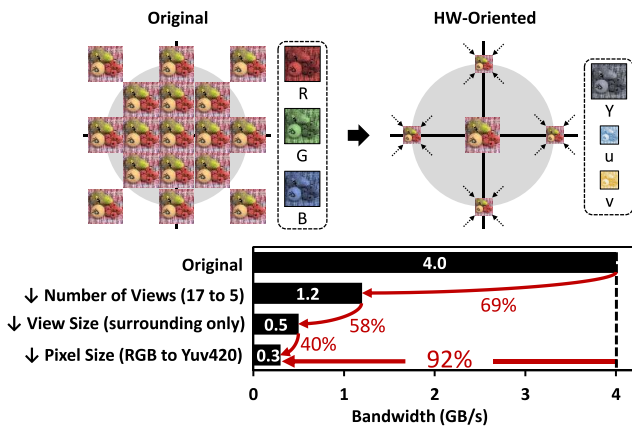 Original
HW-Oriented
R
G
B
Y
u
v
Original
4.0
↓ Number of Views (17 to 5)
1.2
69%
↓ View Size (surrounding only)
0.5
58%
↓ Pixel Size (RGB to Yuv420)
0.3
40%
92%
0 1 2 3 4
Bandwidth (GB/s)